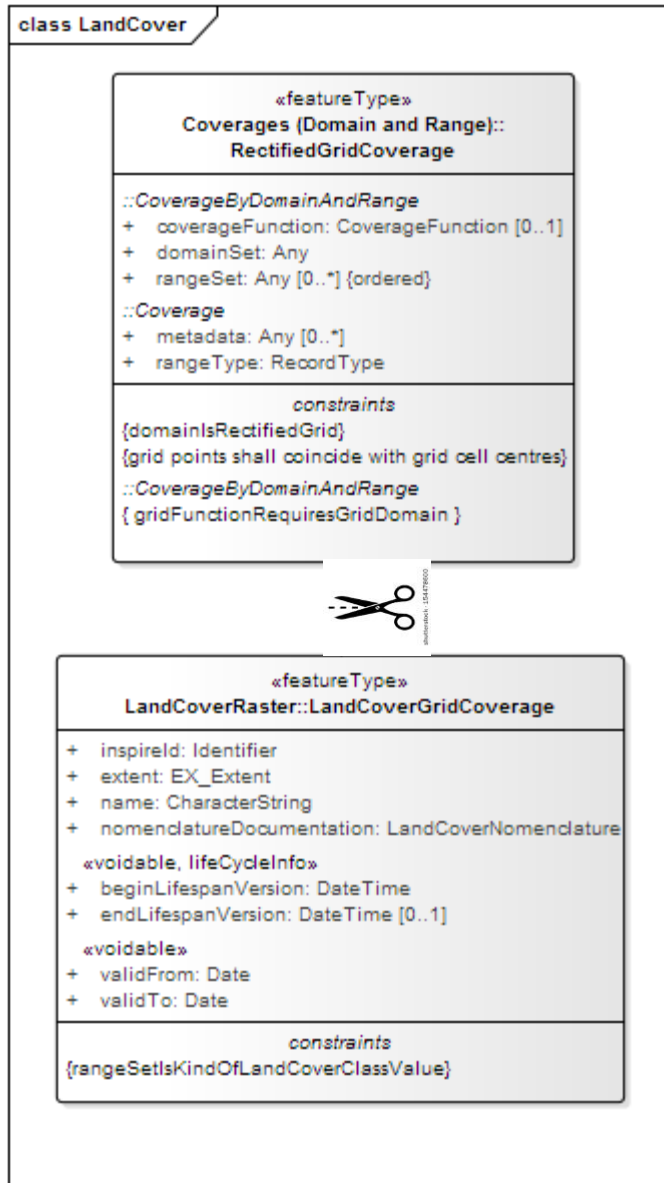 class LandCover
«featureType»
Coverages (Domain and Range)::
RectifiedGridCoverage
::CoverageByDomainAndRange
+ coverageFunction: CoverageFunction [0..1]
+ domainSet: Any
+ rangeSet: Any [0..*] {ordered}
::Coverage
+ metadata: Any [0..*]
+ rangeType: RecordType
constraints
{domainIsRectifiedGrid}
{grid points shall coincide with grid cell centres}
::CoverageByDomainAndRange
{ gridFunctionRequiresGridDomain }
shutterstock · 154478600
«featureType»
LandCoverRaster::LandCoverGridCoverage
+ inspireId: Identifier
+ extent: EX_Extent
+ name: CharacterString
+ nomenclatureDocumentation: LandCoverNomenclature
«voidable, lifeCycleInfo»
+ beginLifespanVersion: DateTime
+ endLifespanVersion: DateTime [0..1]
«voidable»
+ validFrom: Date
+ validTo: Date
constraints
{rangeSetIsKindOfLandCoverClassValue}